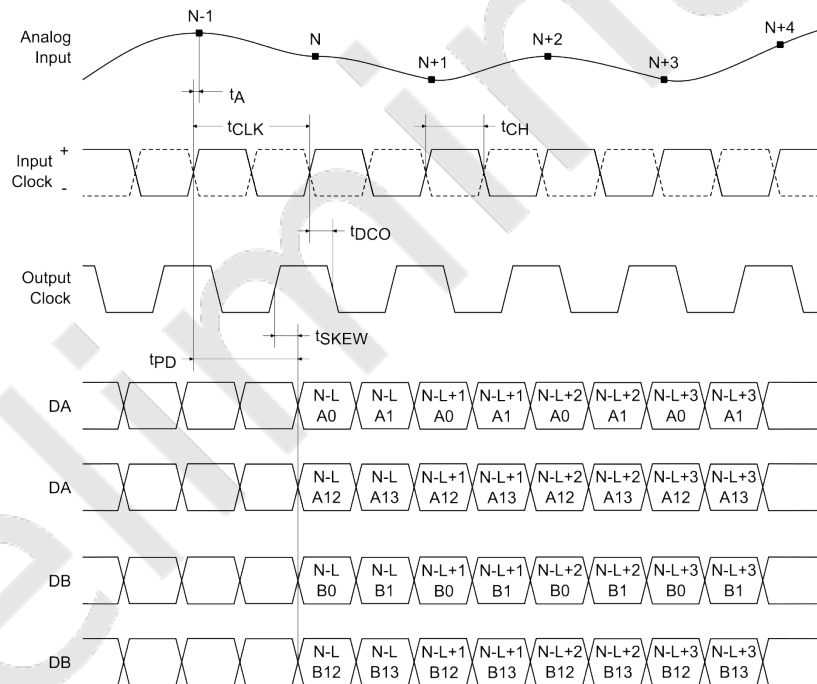 N-1
N
N+1
N+2
N+3
N+4
Analog
Input
tA
tCLK
tCH
Input
Clock
+
-
tDCO
Output
Clock
tSKEW
tPD
DA
N-L N-L N-L+1 N-L+1 N-L+2 N-L+2 N-L+3 N-L+3
A0 A1 A0 A1 A0 A1 A0 A1
DA
N-L N-L N-L+1 N-L+1 N-L+2 N-L+2 N-L+3 N-L+3
A12 A13 A12 A13 A12 A13 A12 A13
DB
N-L N-L N-L+1 N-L+1 N-L+2 N-L+2 N-L+3 N-L+3
B0 B1 B0 B1 B0 B1 B0 B1
DB
N-L N-L N-L+1 N-L+1 N-L+2 N-L+2 N-L+3 N-L+3
B12 B13 B12 B13 B12 B13 B12 B13
elimina